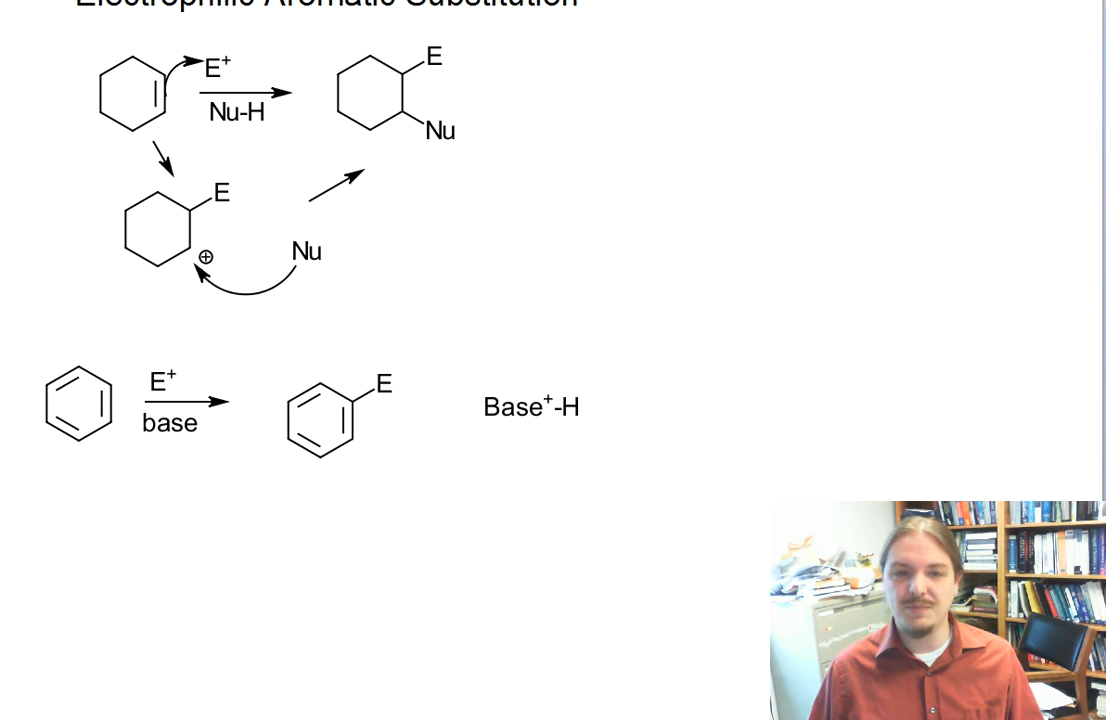 Electrophilic Aromatic Substitution
E⁺
Nu-H
E
Nu
E
⊕
Nu
E⁺
base
E
Base⁺-H